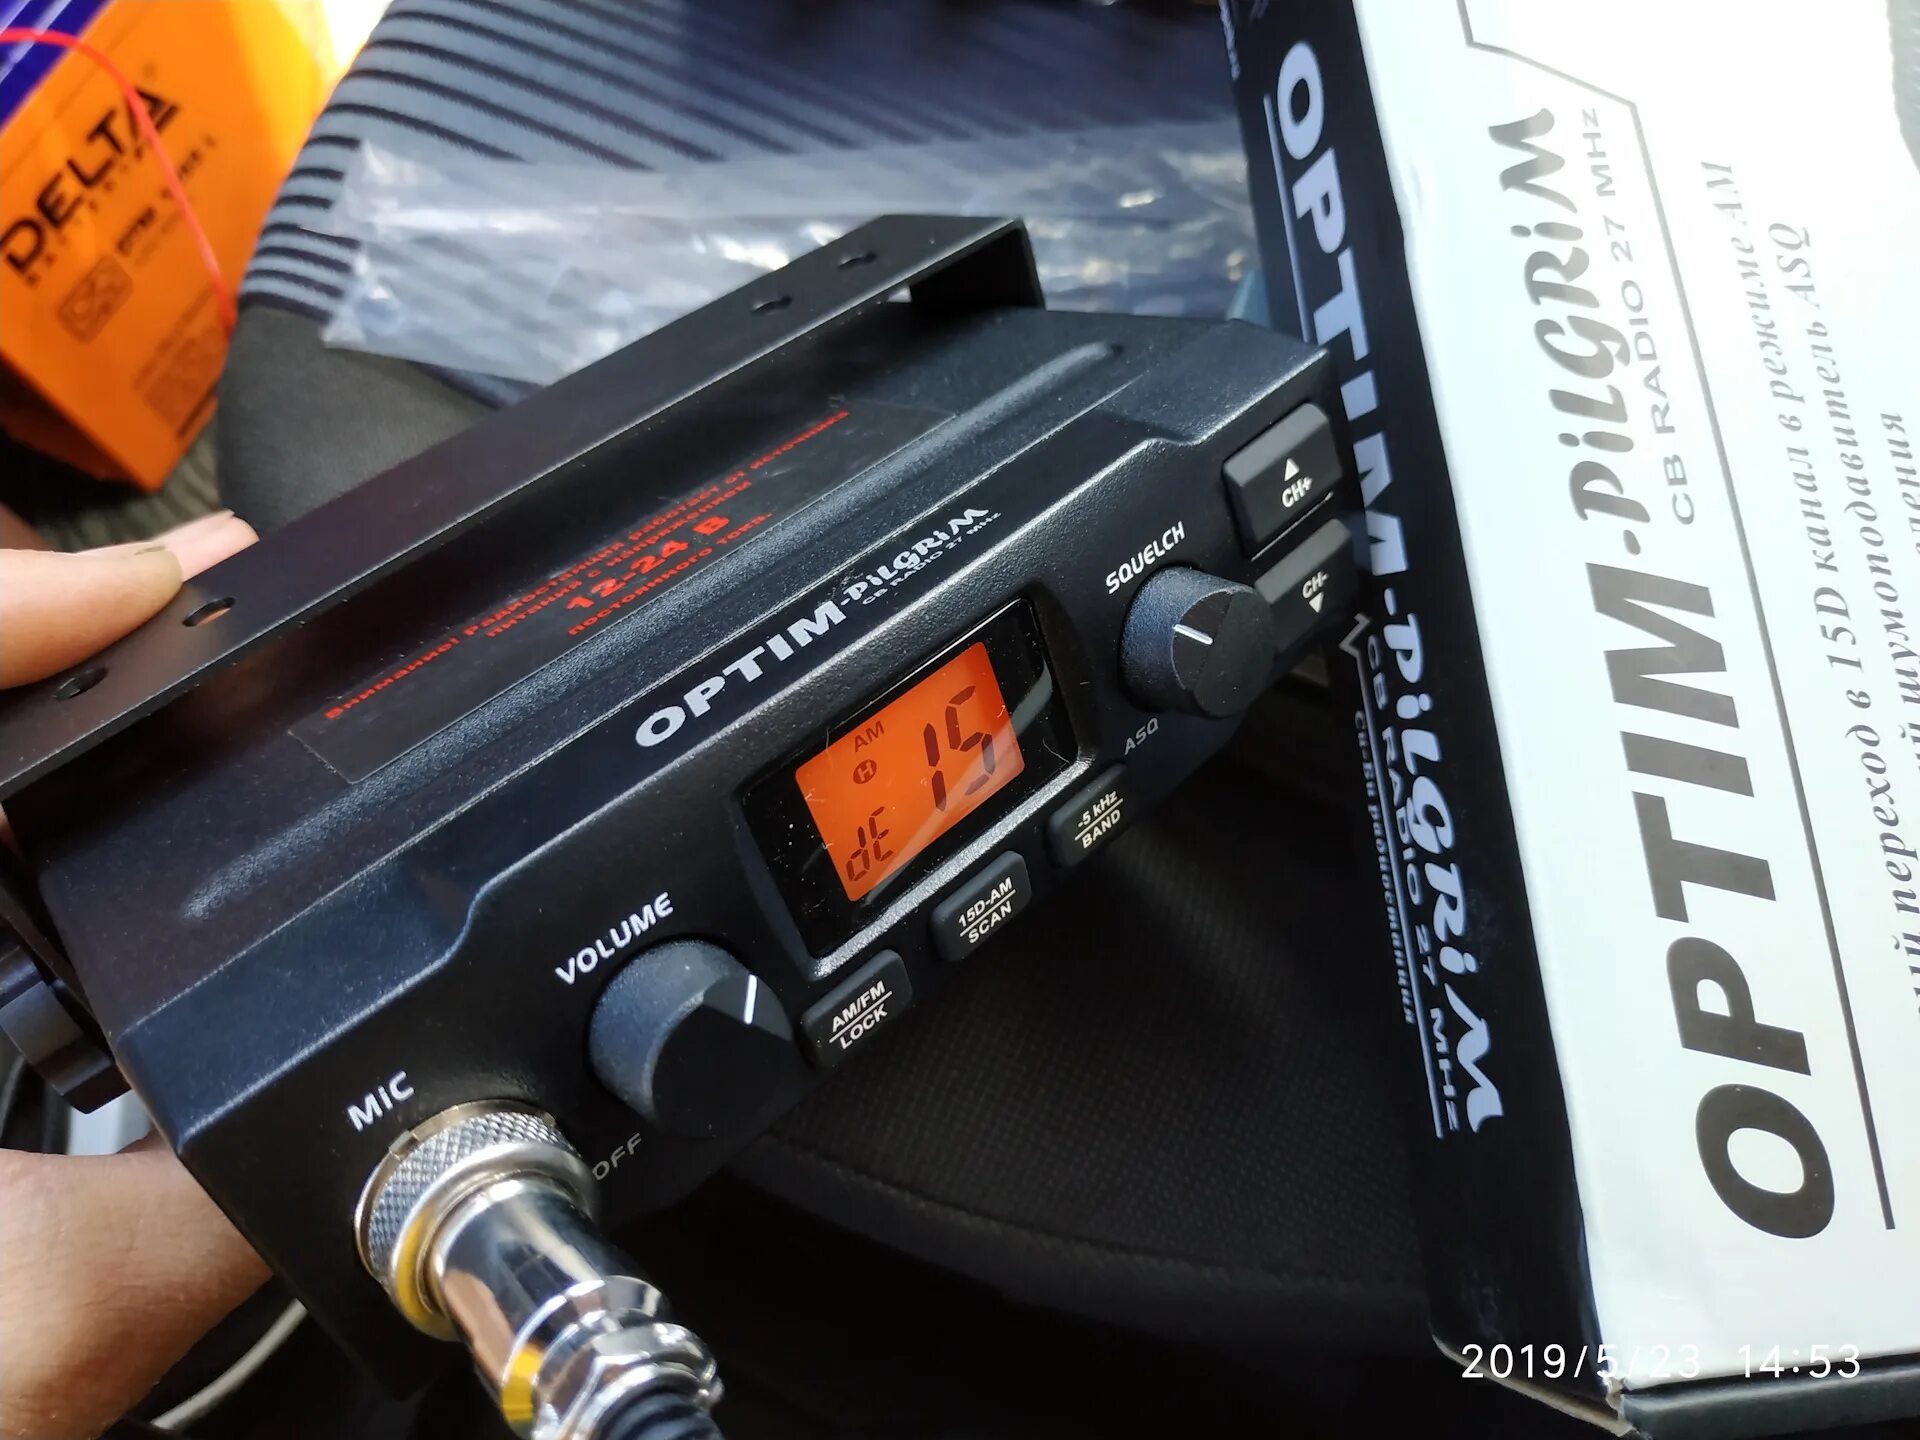 DELTA
Внимание! Радиостанция работает от источника
питания с напряжением
12-24 В
постоянного тока.
OPTIM-PILGRIM
CB RADIO 27 MHz
AM
H
dE
15
SQUELCH
ASQ
CH+
CH-
-5 kHz
BAND
15D-AM
SCAN
AM/FM
LOCK
VOLUME
OFF
MiC
OPTIM-PILGRIM
CB RADIO 27 MHz
OPTIM-PILGRIM
CB RADIO 27 MHz
переход в 15D канал в режиме AM
шумоподавитель ASQ
2019/5/23 14:53